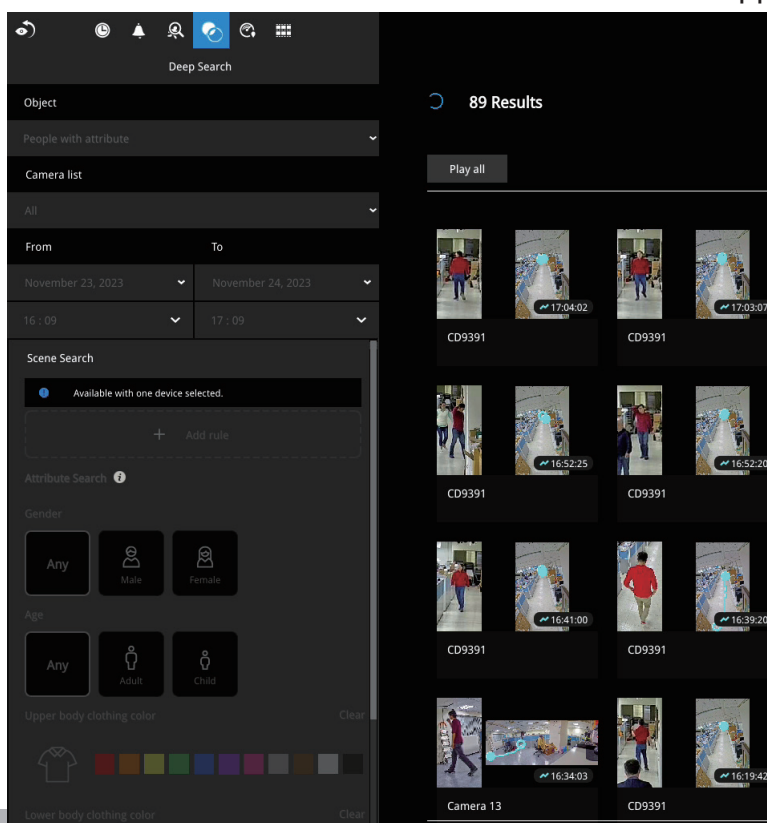 Deep Search
Object
People with attribute
Camera list
All
From To
November 23, 2023 November 24, 2023
16 : 09 17 : 09
Scene Search
Available with one device selected.
+ Add rule
Attribute Search
Gender
Any Male Female
Age
Any Adult Child
Upper body clothing color Clear
Lower body clothing color Clear
89 Results
Play all
17:04:02 17:03:07
CD9391 CD9391
16:52:25 16:52:20
CD9391 CD9391
16:41:00 16:39:20
CD9391 CD9391
16:34:03 16:19:42
Camera 13 CD9391